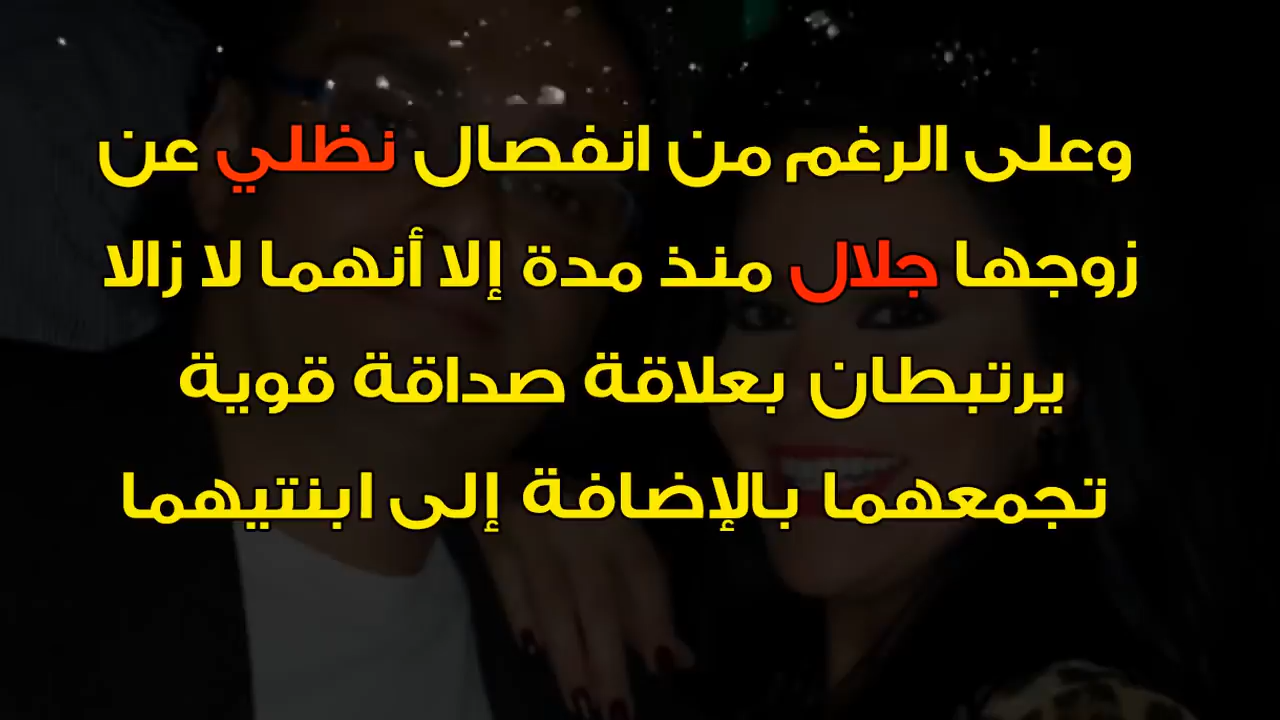 وعلى الرغم من انفصال نظلي عن
زوجها جلال منذ مدة إلا أنهما لا زالا
يرتبطان بعلاقة صداقة قوية
تجمعهما بالإضافة إلى ابنتيهما